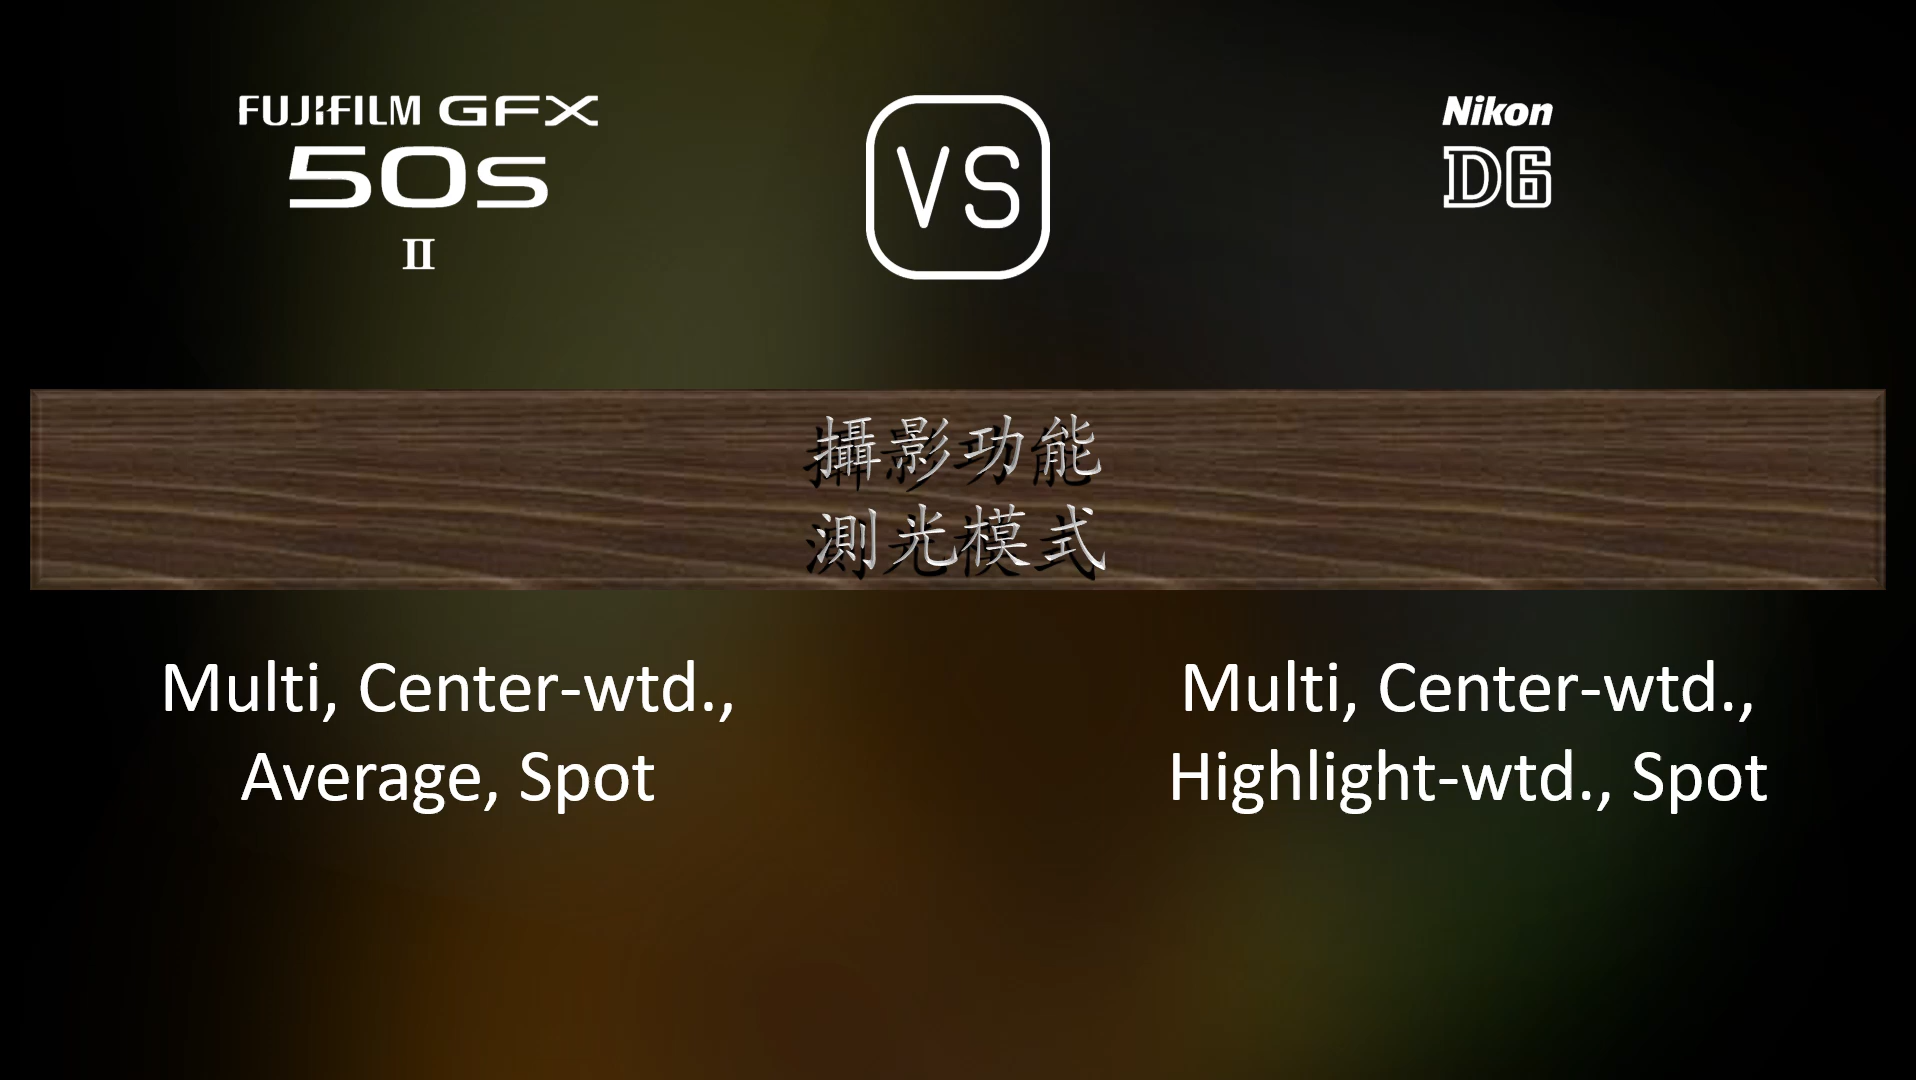 FUJIFILM GFX
50S
II
VS
Nikon
D6
攝影功能
測光模式
Multi, Center-wtd.,
Average, Spot
Multi, Center-wtd.,
Highlight-wtd., Spot